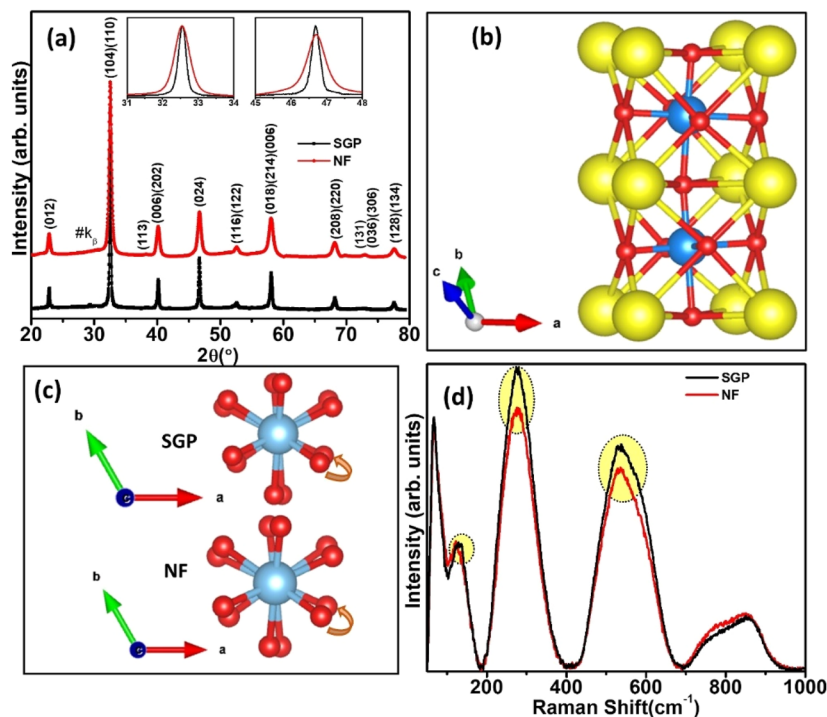 (a)
Intensity (arb. units)
(012)
#kβ
(104)(110)
(113)
(006)(202)
(024)
(116)(122)
(018)(214)(006)
(208)(220)
(131)
(036)(306)
(128)(134)
31 32 33 34
45 46 47 48
SGP
NF
20 30 40 50 60 70 80
2θ(°)
(b)
b
c
a
(c)
b
SGP
c
a
b
NF
c
a
(d)
SGP
NF
Intensity (arb. units)
200 400 600 800 1000
Raman Shift(cm⁻¹)